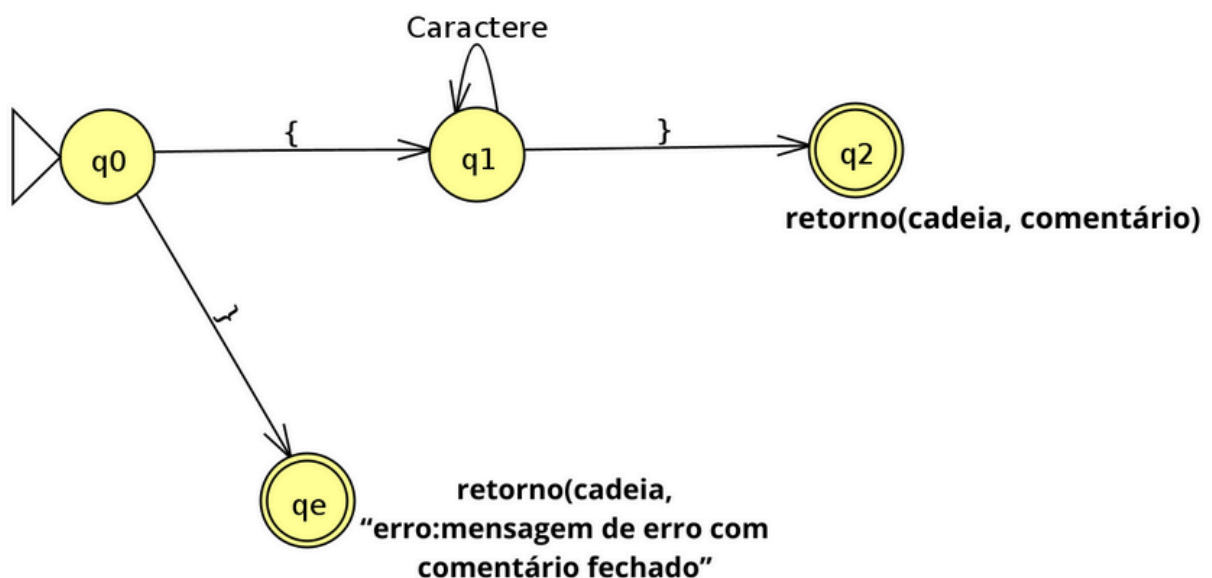 Caractere
{
}
q0
q1
q2
retorno(cadeia, comentário)
}
qe
retorno(cadeia,
“erro:mensagem de erro com
comentário fechado”